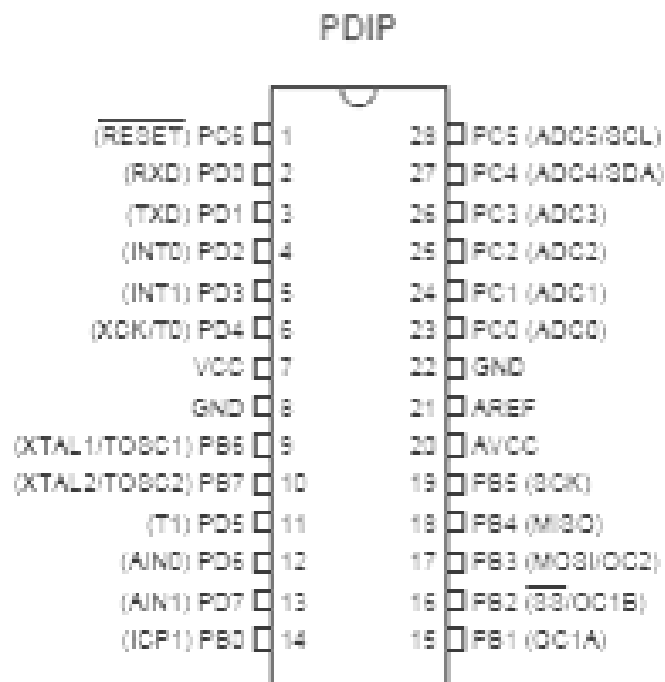 PDIP
(RESET) PC6 1 28 PC5 (ADC5/SCL)
(RXD) PD0 2 27 PC4 (ADC4/SDA)
(TXD) PD1 3 26 PC3 (ADC3)
(INT0) PD2 4 25 PC2 (ADC2)
(INT1) PD3 5 24 PC1 (ADC1)
(XCK/T0) PD4 6 23 PC0 (ADC0)
VCC 7 22 GND
GND 8 21 AREF
(XTAL1/TOSC1) PB6 9 20 AVCC
(XTAL2/TOSC2) PB7 10 19 PB5 (SCK)
(T1) PD5 11 18 PB4 (MISO)
(AIN0) PD6 12 17 PB3 (MOSI/OC2)
(AIN1) PD7 13 16 PB2 (SS/OC1B)
(ICP1) PB0 14 15 PB1 (OC1A)